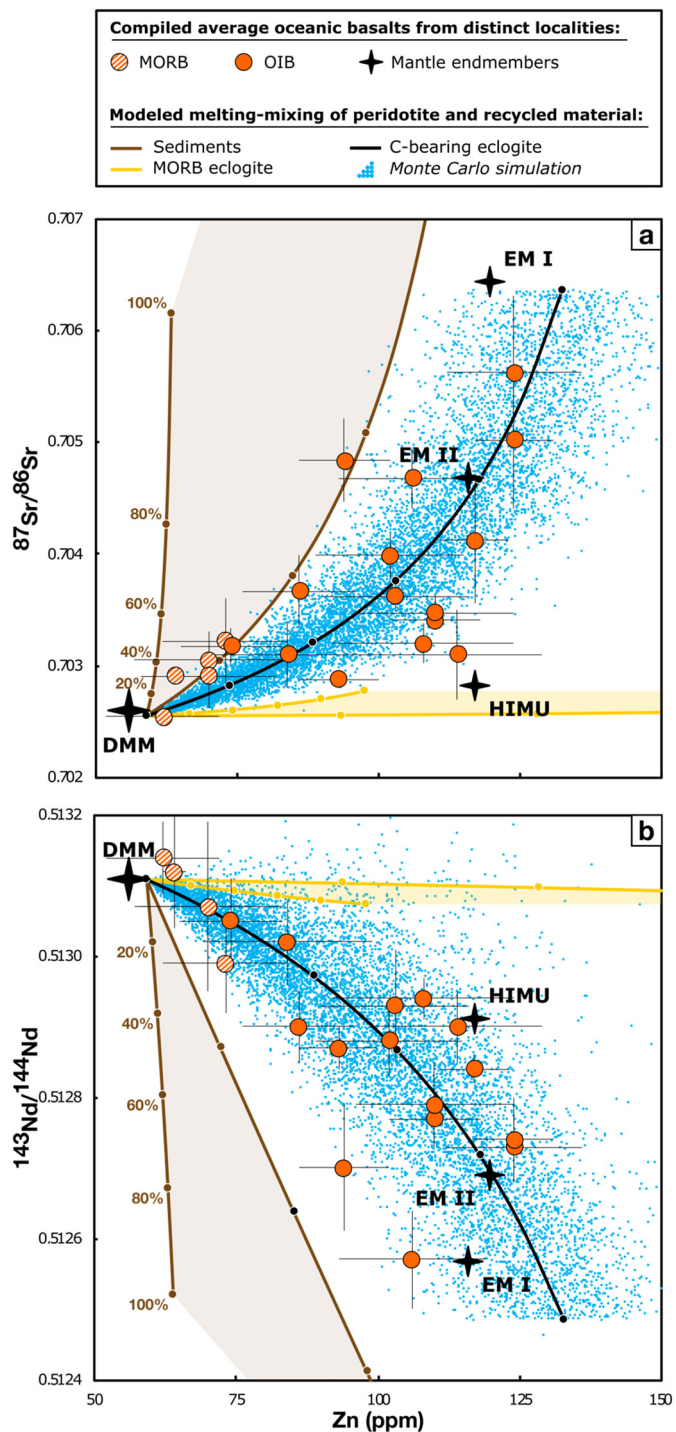 Compiled average oceanic basalts from distinct localities:
MORB OIB Mantle endmembers
Modeled melting-mixing of peridotite and recycled material:
Sediments C-bearing eclogite
MORB eclogite Monte Carlo simulation
0.707
a
EM I
100%
0.706
0.705
EM II
80%
0.704
60%
40%
0.703
20%
HIMU
DMM
0.702
87Sr/86Sr
0.5132
b
DMM
20%
0.5130
HIMU
40%
60%
0.5128
80%
EM II
0.5126
EM I
100%
0.5124
143Nd/144Nd
50 75 100 125 150
Zn (ppm)